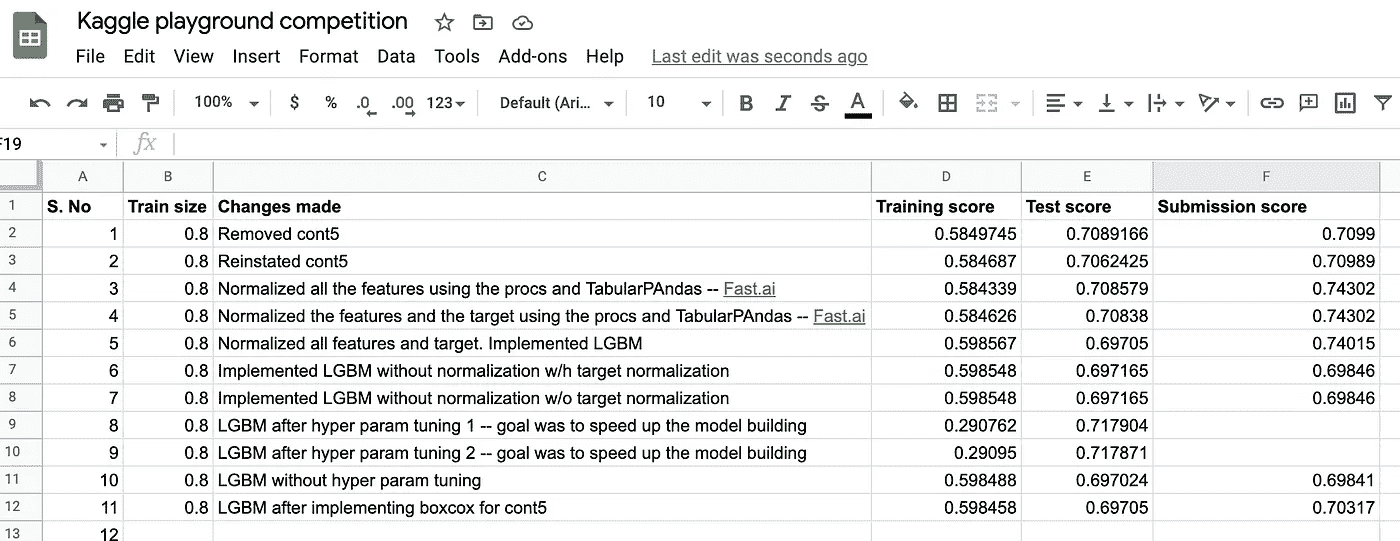 Kaggle playground competition
File Edit View Insert Format Data Tools Add-ons Help Last edit was seconds ago
100% $ % .0 .00 123 Default (Ari... 10 B I S A
F19 fx
A B C D E F
1 S. No Train size Changes made Training score Test score Submission score
2 1 0.8 Removed cont5 0.5849745 0.7089166 0.7099
3 2 0.8 Reinstated cont5 0.584687 0.7062425 0.70989
4 3 0.8 Normalized all the features using the procs and TabularPAndas -- Fast.ai 0.584339 0.708579 0.74302
5 4 0.8 Normalized the features and the target using the procs and TabularPAndas -- Fast.ai 0.584626 0.70838 0.74302
6 5 0.8 Normalized all features and target. Implemented LGBM 0.598567 0.69705 0.74015
7 6 0.8 Implemented LGBM without normalization w/h target normalization 0.598548 0.697165 0.69846
8 7 0.8 Implemented LGBM without normalization w/o target normalization 0.598548 0.697165 0.69846
9 8 0.8 LGBM after hyper param tuning 1 -- goal was to speed up the model building 0.290762 0.717904
10 9 0.8 LGBM after hyper param tuning 2 -- goal was to speed up the model building 0.29095 0.717871
11 10 0.8 LGBM without hyper param tuning 0.598488 0.697024 0.69841
12 11 0.8 LGBM after implementing boxcox for cont5 0.598458 0.69705 0.70317
13 12